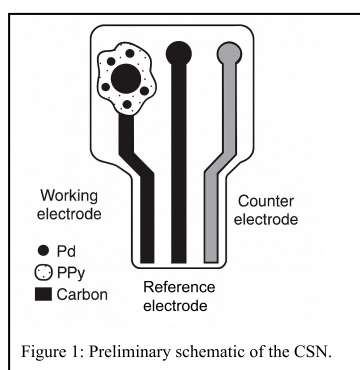 Working
electrode
Counter
electrode
Pd
PPy
Carbon
Reference
electrode
Figure 1: Preliminary schematic of the CSN.